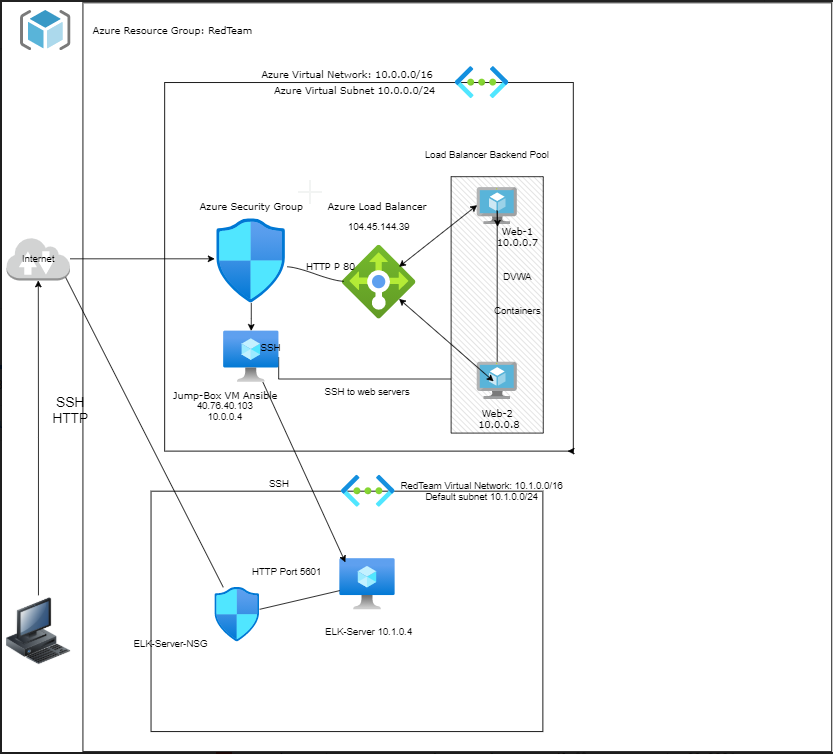 Azure Resource Group: RedTeam
Azure Virtual Network: 10.0.0.0/16
Azure Virtual Subnet 10.0.0.0/24
Load Balancer Backend Pool
Azure Security Group
Azure Load Balancer
104.45.144.39
Web-1
10.0.0.7
Internet
HTTP P 80
DVWA
Containers
SSH
SSH to web servers
Jump-Box VM Ansible
40.76.40.103
10.0.0.4
SSH
HTTP
Web-2
10.0.0.8
SSH
RedTeam Virtual Network: 10.1.0.0/16
Default subnet 10.1.0.0/24
HTTP Port 5601
ELK-Server 10.1.0.4
ELK-Server-NSG